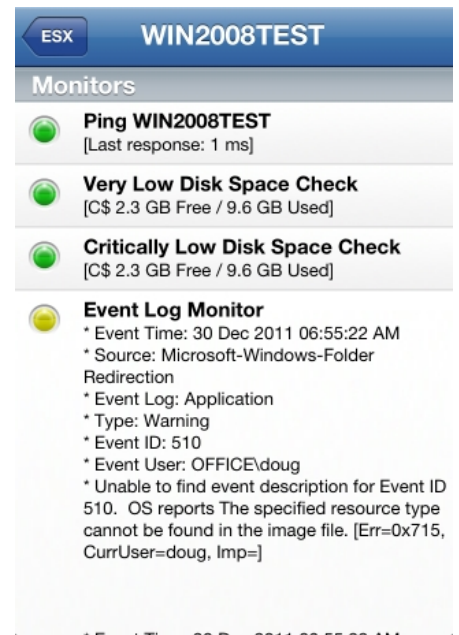 ESX
WIN2008TEST
Monitors
Ping WIN2008TEST
[Last response: 1 ms]
Very Low Disk Space Check
[C$ 2.3 GB Free / 9.6 GB Used]
Critically Low Disk Space Check
[C$ 2.3 GB Free / 9.6 GB Used]
Event Log Monitor
* Event Time: 30 Dec 2011 06:55:22 AM
* Source: Microsoft-Windows-Folder
Redirection
* Event Log: Application
* Type: Warning
* Event ID: 510
* Event User: OFFICE\doug
* Unable to find event description for Event ID
510.  OS reports The specified resource type
cannot be found in the image file. [Err=0x715,
CurrUser=doug, Imp=]